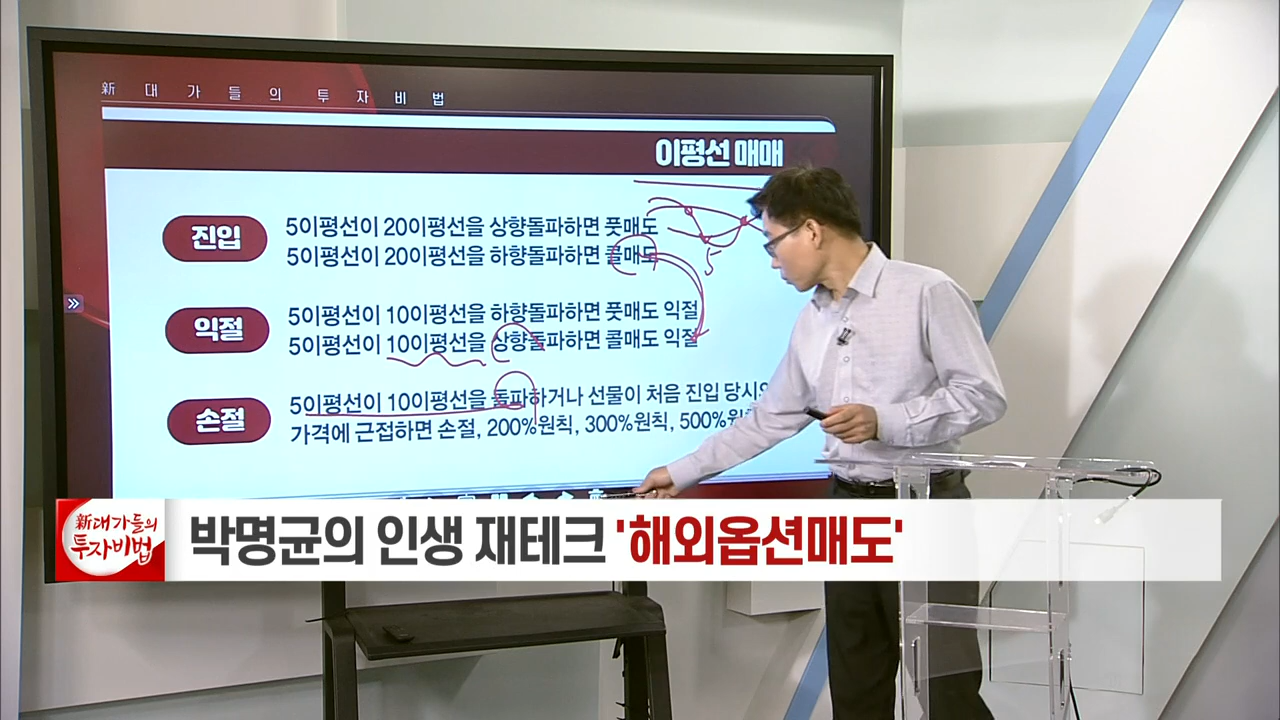 新 대 가 들 의 투 자 비 법
이평선 매매
진입
5이평선이 20이평선을 상향돌파하면 풋매도
5이평선이 20이평선을 하향돌파하면 콜매도
익절
5이평선이 10이평선을 하향돌파하면 풋매도 익절
5이평선이 10이평선을 상향돌파하면 콜매도 익절
손절
5이평선이 10이평선을 돌파하거나 선물이 처음 진입 당시의
가격에 근접하면 손절, 200%원칙, 300%원칙, 500%원칙
新대가들의
투자비법
박명균의 인생 재테크 '해외옵션매도'